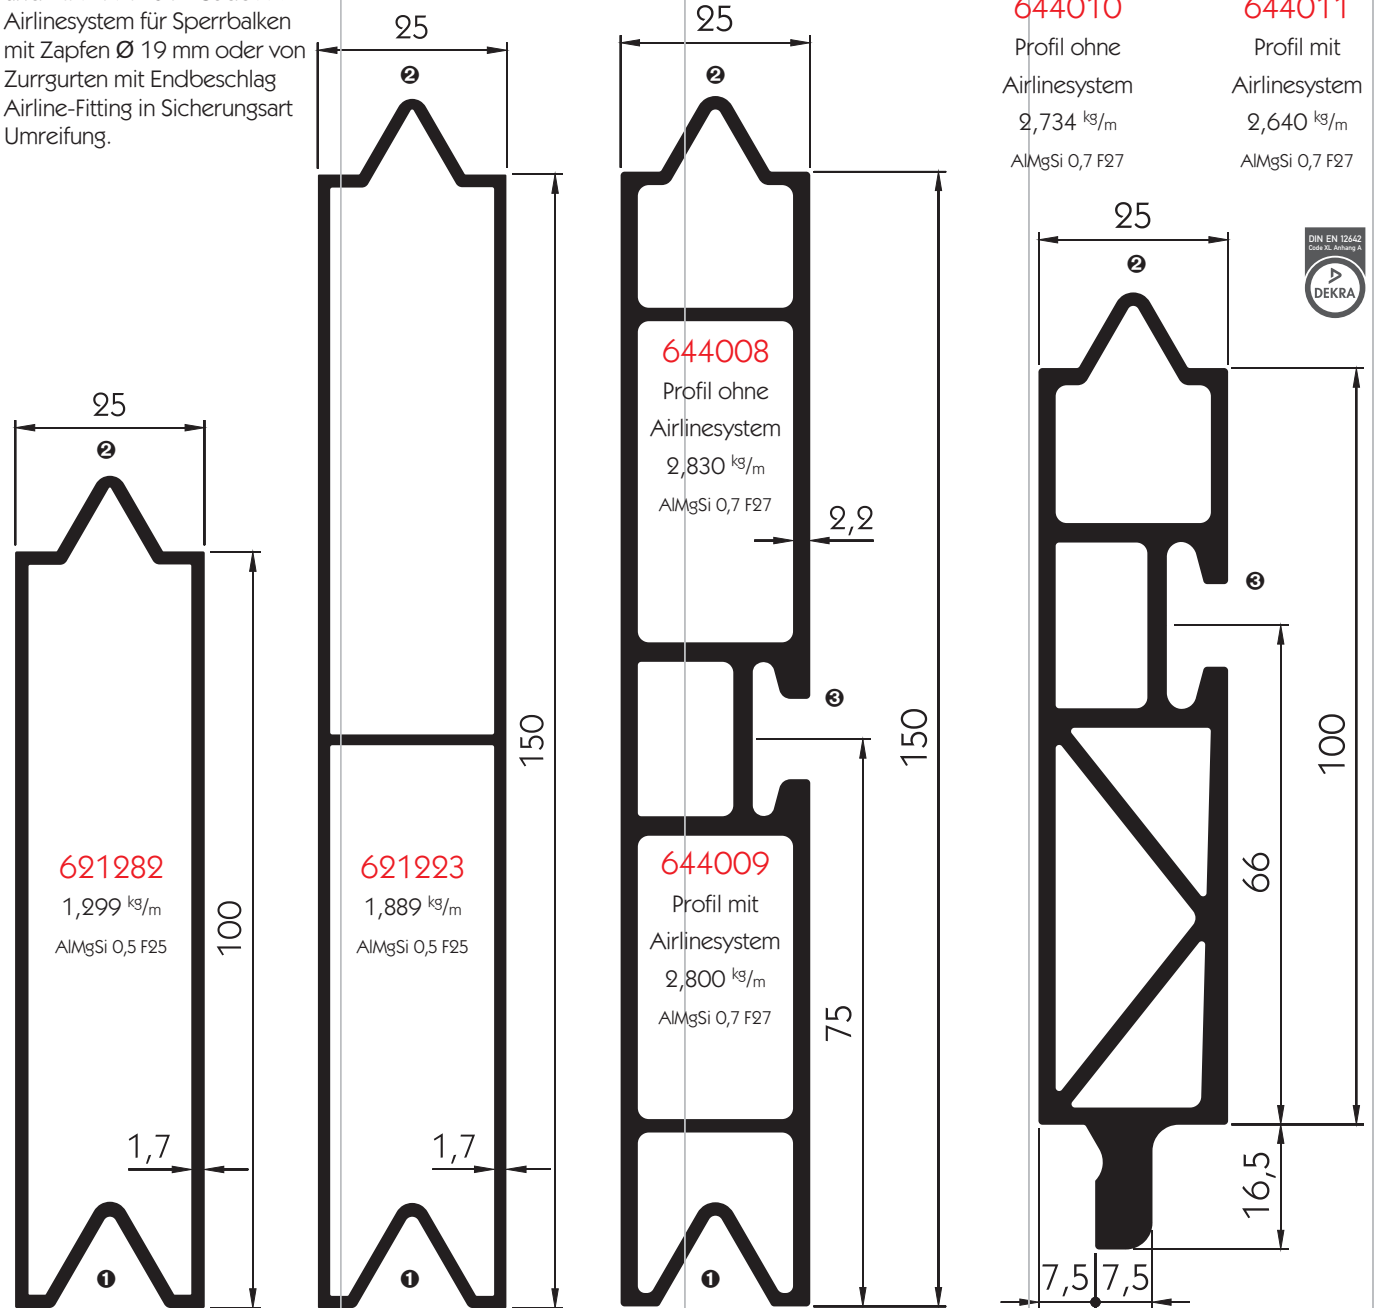 Airlinesystem für Sperrbalken
mit Zapfen Ø 19 mm oder von
Zurrgurten mit Endbeschlag
Airline-Fitting in Sicherungsart
Umreifung.
25
❷
100
621282
1,299 kg/m
AlMgSi 0,5 F25
1,7
❶
25
❷
150
621223
1,889 kg/m
AlMgSi 0,5 F25
1,7
❶
25
❷
644008
Profil ohne
Airlinesystem
2,830 kg/m
AlMgSi 0,7 F27
2,2
❸
150
644009
Profil mit
Airlinesystem
2,800 kg/m
AlMgSi 0,7 F27
75
❶
644010
Profil ohne
Airlinesystem
2,734 kg/m
AlMgSi 0,7 F27
644011
Profil mit
Airlinesystem
2,640 kg/m
AlMgSi 0,7 F27
DIN EN 12642
Code XL Anhang A
DEKRA
25
❷
❸
100
66
16,5
7,5 7,5